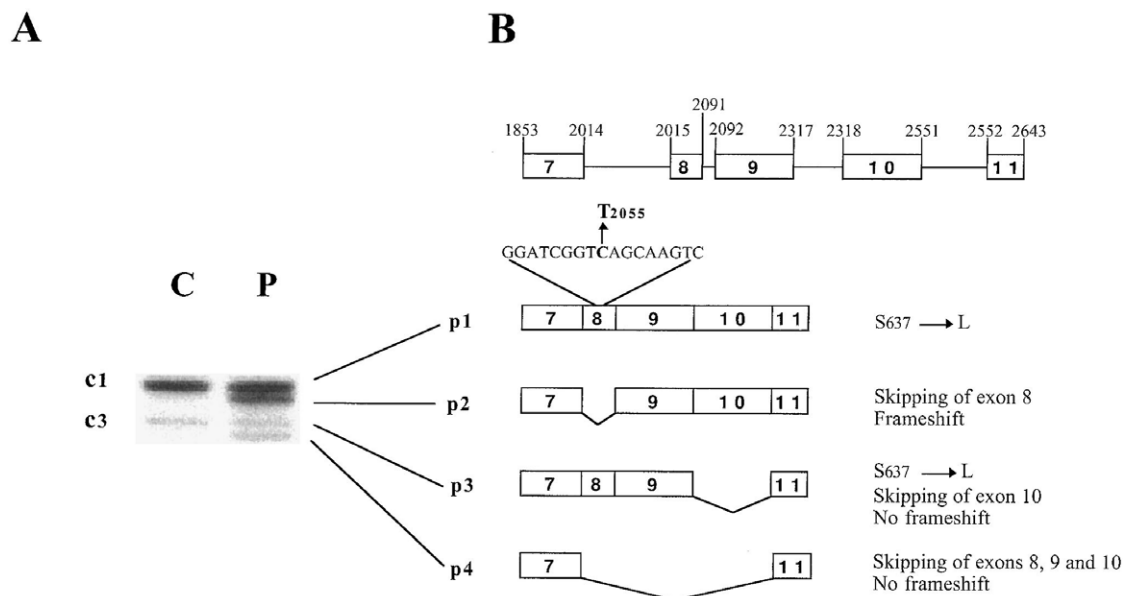 A
B
2091
1853 2014 2015 2092 2317 2318 2551 2552 2643
7 8 9 10 11
T2055
GGATCGGTCAGCAAGTC
C P
p1 7 8 9 10 11 S637 → L
c1
p2 7 9 10 11 Skipping of exon 8
Frameshift
c3
p3 7 8 9 11 S637 → L
Skipping of exon 10
No frameshift
p4 7 11 Skipping of exons 8, 9 and 10
No frameshift